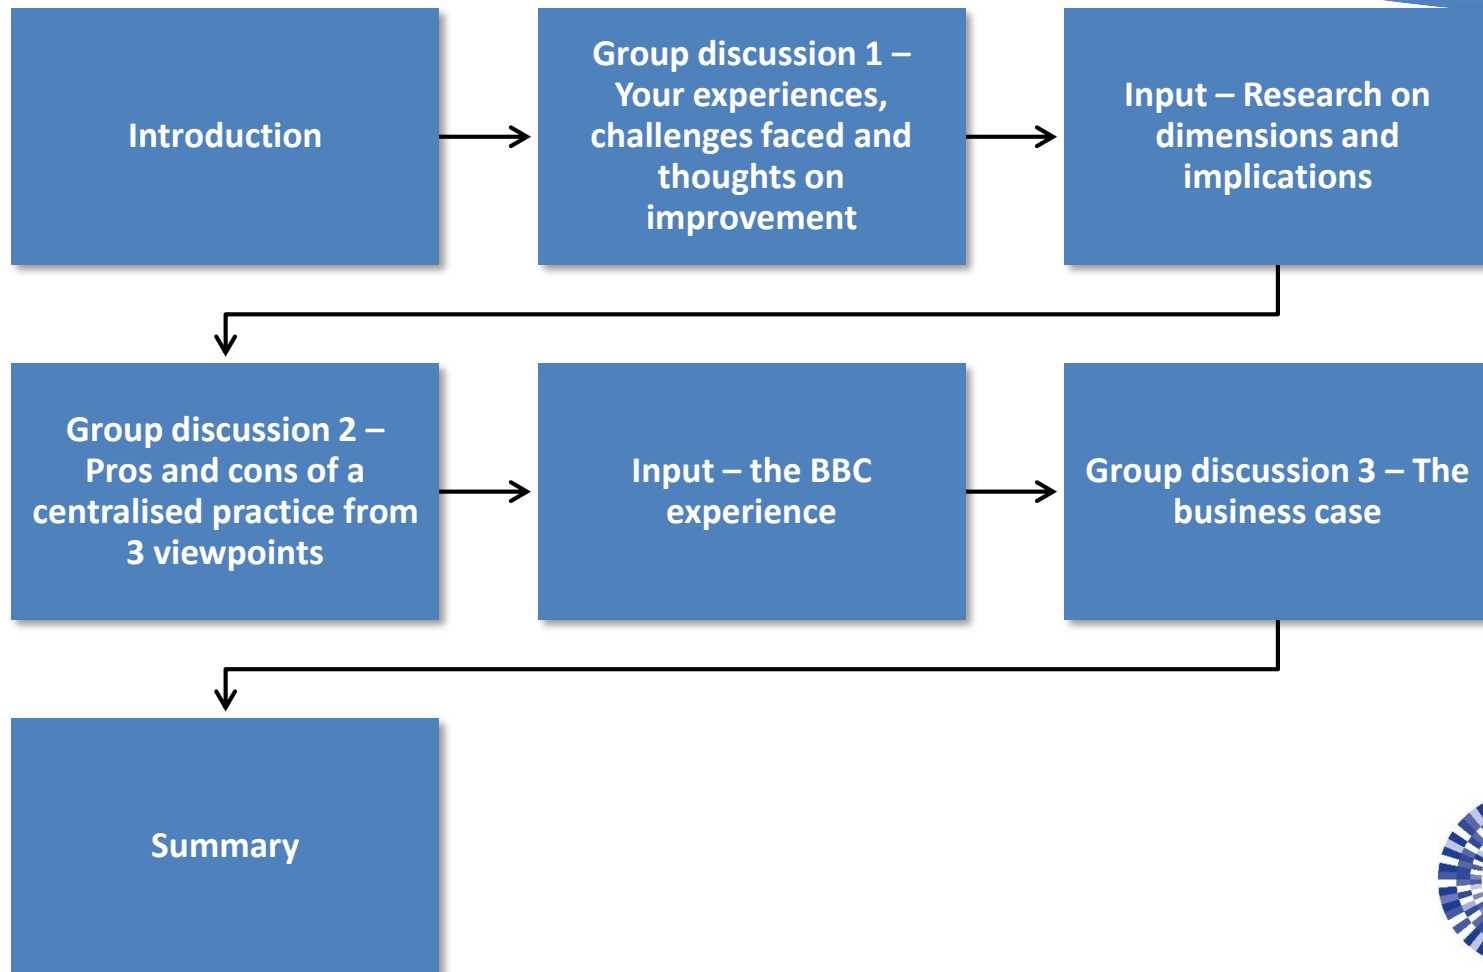 Introduction
Group discussion 1 –
Your experiences,
challenges faced and
thoughts on
improvement
Input – Research on
dimensions and
implications
Group discussion 2 –
Pros and cons of a
centralised practice from
3 viewpoints
Input – the BBC
experience
Group discussion 3 – The
business case
Summary